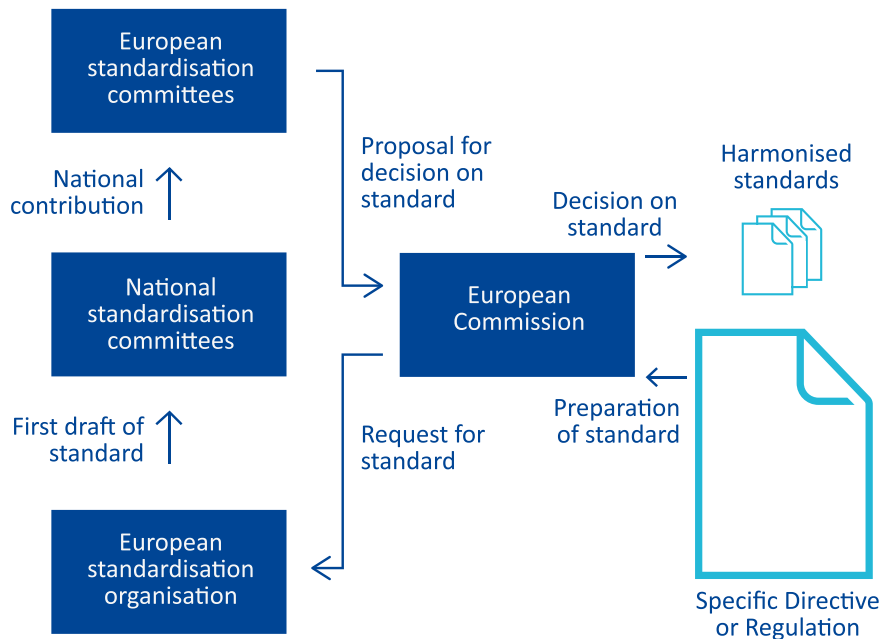 European
standardisation
committees
National
contribution
Proposal for
decision on
standard
Harmonised
standards
Decision on
standard
National
standardisation
committees
European
Commission
First draft of
standard
Request for
standard
Preparation
of standard
European
standardisation
organisation
Specific Directive
or Regulation